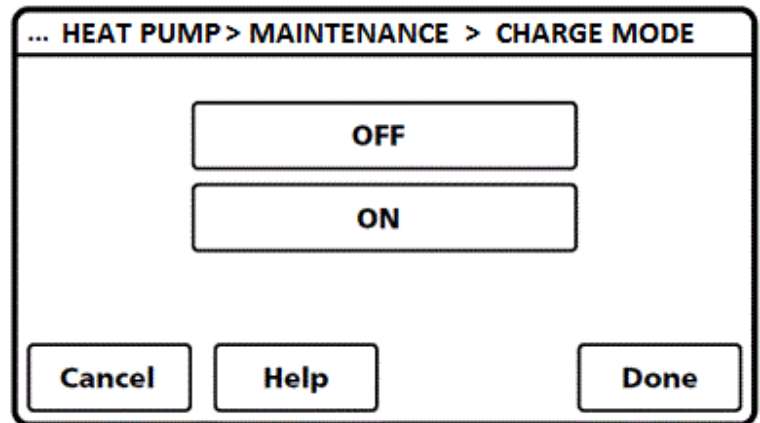 ... HEAT PUMP > MAINTENANCE > CHARGE MODE
OFF
ON
Cancel Help Done